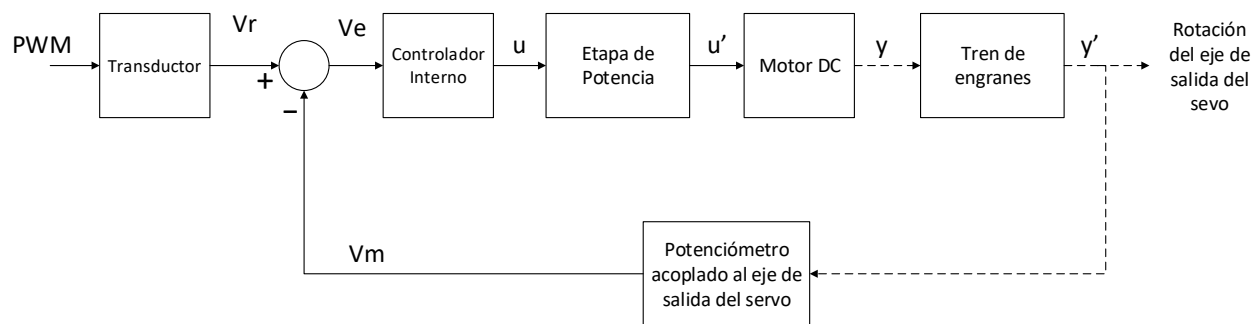 PWM
Transductor
Vr
+
−
Ve
Controlador
Interno
u
Etapa de
Potencia
u’
Motor DC
y
Tren de
engranes
y’
Rotación
del eje de
salida del
sevo
Vm
Potenciómetro
acoplado al eje de
salida del servo